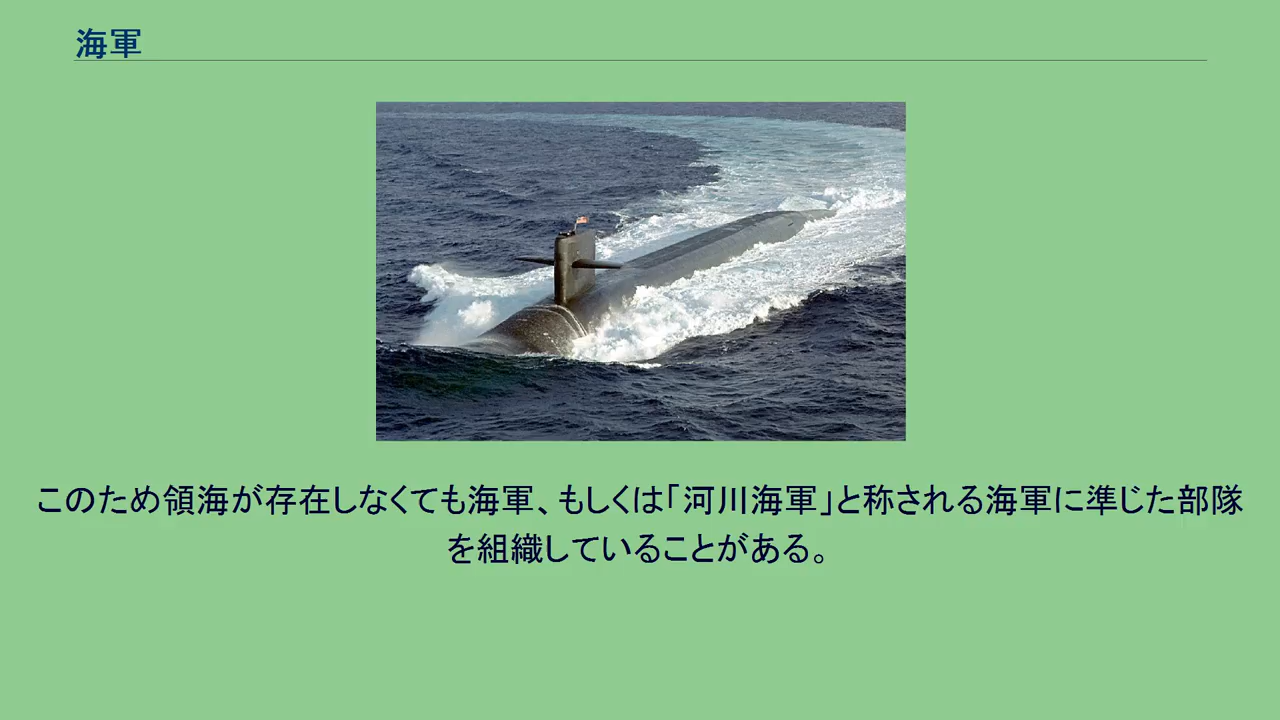 海軍
このため領海が存在しなくても海軍、もしくは「河川海軍」と称される海軍に準じた部隊
を組織していることがある。